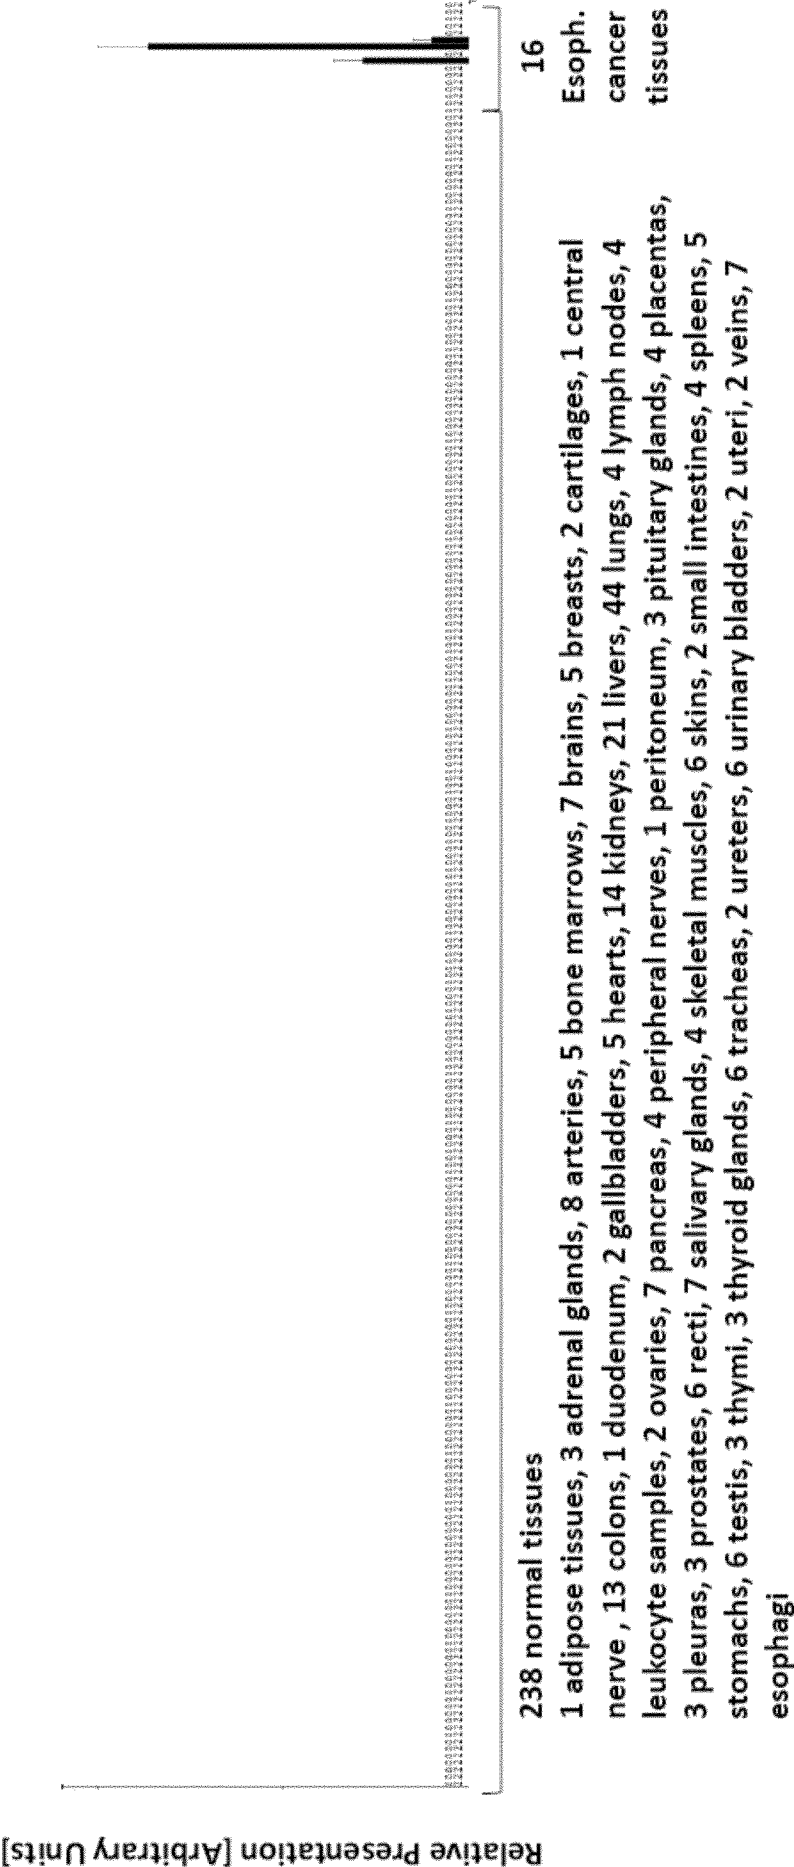 Relative Presentation [Arbitrary Units]
238 normal tissues
1 adipose tissues, 3 adrenal glands, 8 arteries, 5 bone marrows, 7 brains, 5 breasts, 2 cartilages, 1 central
nerve , 13 colons, 1 duodenum, 2 gallbladders, 5 hearts, 14 kidneys, 21 livers, 44 lungs, 4 lymph nodes, 4
leukocyte samples, 2 ovaries, 7 pancreas, 4 peripheral nerves, 1 peritoneum, 3 pituitary glands, 4 placentas,
3 pleuras, 3 prostates, 6 recti, 7 salivary glands, 4 skeletal muscles, 6 skins, 2 small intestines, 4 spleens, 5
stomachs, 6 testis, 3 thymi, 3 thyroid glands, 6 tracheas, 2 ureters, 6 urinary bladders, 2 uteri, 2 veins, 7
esophagi
16
Esoph.
cancer
tissues